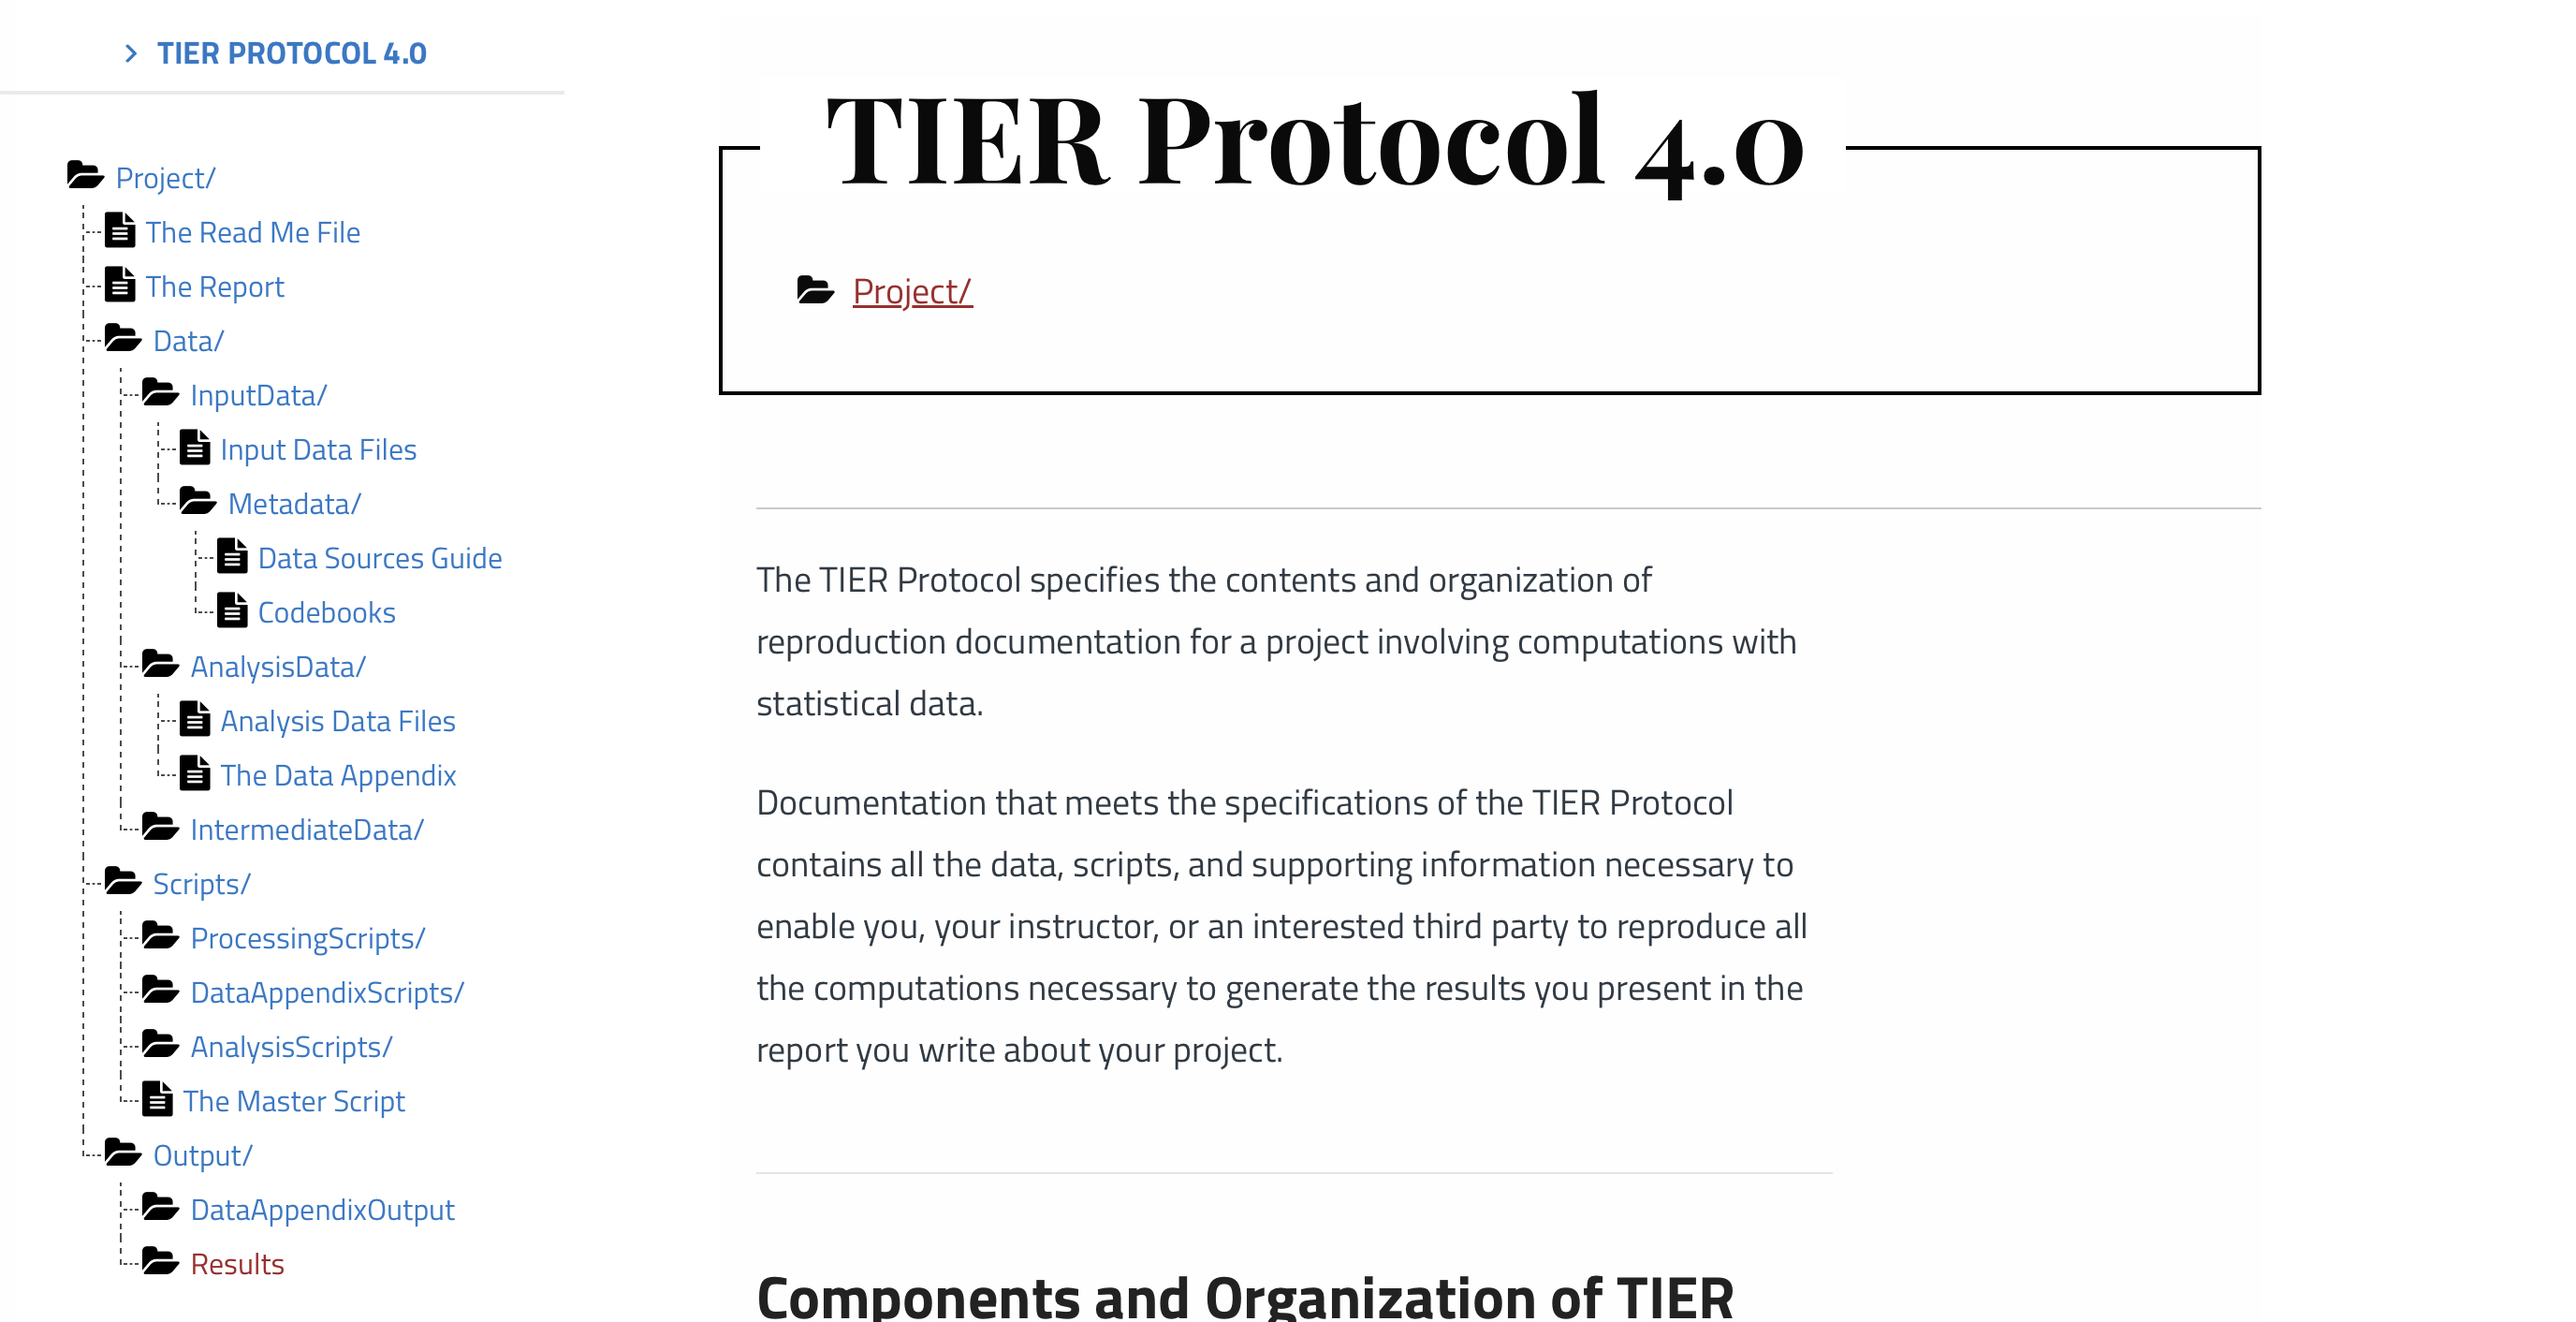 TIER PROTOCOL 4.0
Project/
The Read Me File
The Report
Data/
InputData/
Input Data Files
Metadata/
Data Sources Guide
Codebooks
AnalysisData/
Analysis Data Files
The Data Appendix
IntermediateData/
Scripts/
ProcessingScripts/
DataAppendixScripts/
AnalysisScripts/
The Master Script
Output/
DataAppendixOutput
Results
TIER Protocol 4.0
Project/
The TIER Protocol specifies the contents and organization of
reproduction documentation for a project involving computations with
statistical data.
Documentation that meets the specifications of the TIER Protocol
contains all the data, scripts, and supporting information necessary to
enable you, your instructor, or an interested third party to reproduce all
the computations necessary to generate the results you present in the
report you write about your project.
Components and Organization of TIER